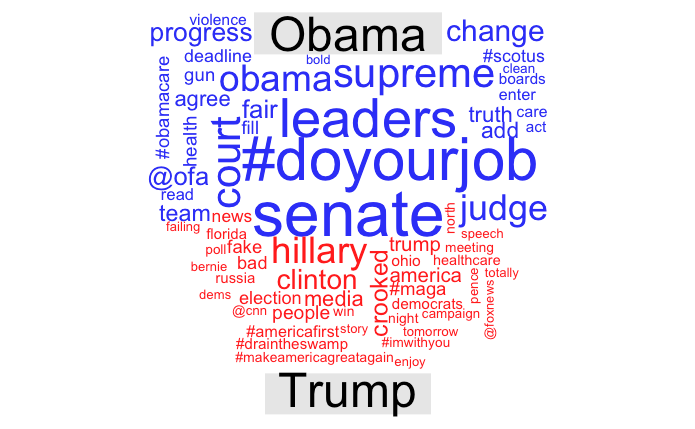 violence
Obama
progress
change
deadline
bold
#scotus
#obamacare
gun
obama
supreme
clean
boards
agree
enter
fair
leaders
truth
care
health
court
fill
add
act
#doyourjob
@ofa
read
senate
judge
team
news
north
failing
florida
speech
poll
fake
hillary
trump
meeting
bernie
bad
crooked
ohio
healthcare
russia
clinton
america
pence
totally
dems
election
media
#maga
@foxnews
@cnn
people
win
democrats
night
campaign
#americafirst
story
tomorrow
#draintheswamp
#imwithyou
#makeamericagreatagain
enjoy
Trump